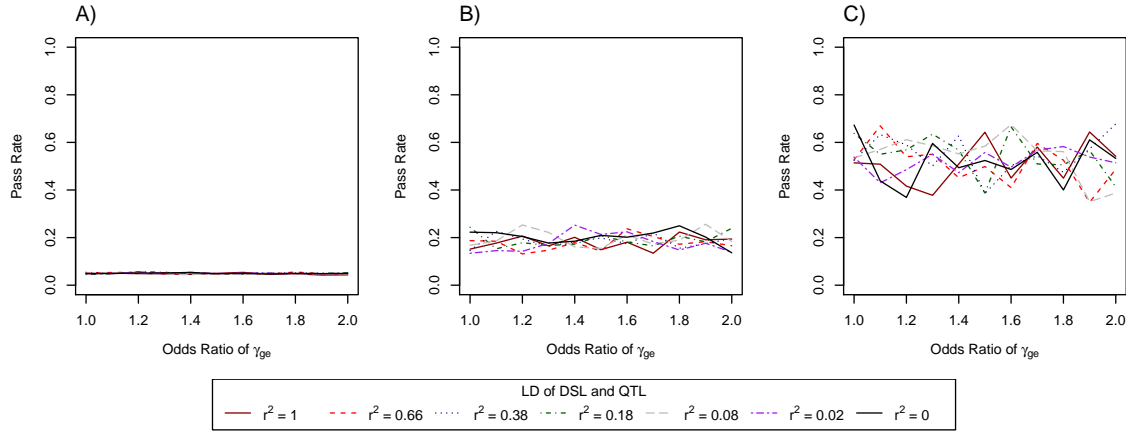 A)
B)
C)
Pass Rate
1.0
0.8
0.6
0.4
0.2
0.0
1.0 1.2 1.4 1.6 1.8 2.0
Odds Ratio of γge
Pass Rate
1.0
0.8
0.6
0.4
0.2
0.0
1.0 1.2 1.4 1.6 1.8 2.0
Odds Ratio of γge
Pass Rate
1.0
0.8
0.6
0.4
0.2
0.0
1.0 1.2 1.4 1.6 1.8 2.0
Odds Ratio of γge
LD of DSL and QTL
r² = 1 r² = 0.66 r² = 0.38 r² = 0.18 r² = 0.08 r² = 0.02 r² = 0